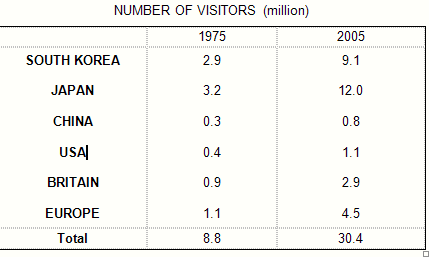 NUMBER OF VISITORS (million)
1975 2005
SOUTH KOREA 2.9 9.1
JAPAN 3.2 12.0
CHINA 0.3 0.8
USA 0.4 1.1
BRITAIN 0.9 2.9
EUROPE 1.1 4.5
Total 8.8 30.4